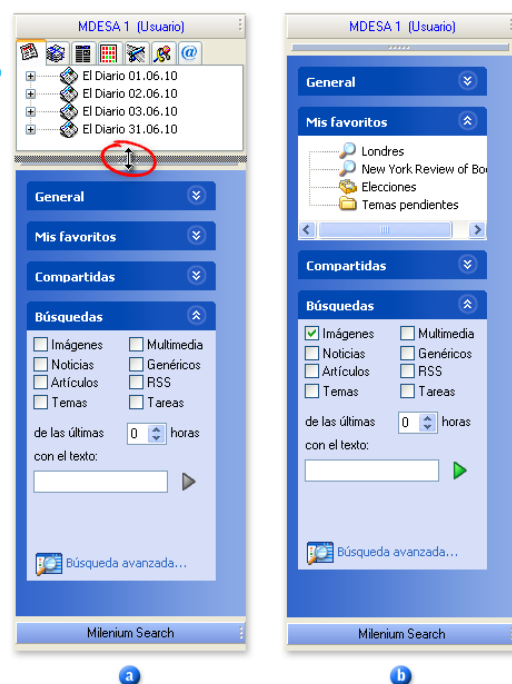 MDESA 1 (Usuario)
@
El Diario 01.06.10
El Diario 02.06.10
El Diario 03.06.10
El Diario 31.06.10
General
Mis favoritos
Compartidas
Búsquedas
Imágenes Multimedia
Noticias Genéricos
Artículos RSS
Temas Tareas
de las últimas 0 horas
con el texto:
Búsqueda avanzada...
Milenium Search
a
MDESA 1 (Usuario)
General
Mis favoritos
Londres
New York Review of Boo
Elecciones
Temas pendientes
Compartidas
Búsquedas
Imágenes Multimedia
Noticias Genéricos
Artículos RSS
Temas Tareas
de las últimas 0 horas
con el texto:
Búsqueda avanzada...
Milenium Search
b